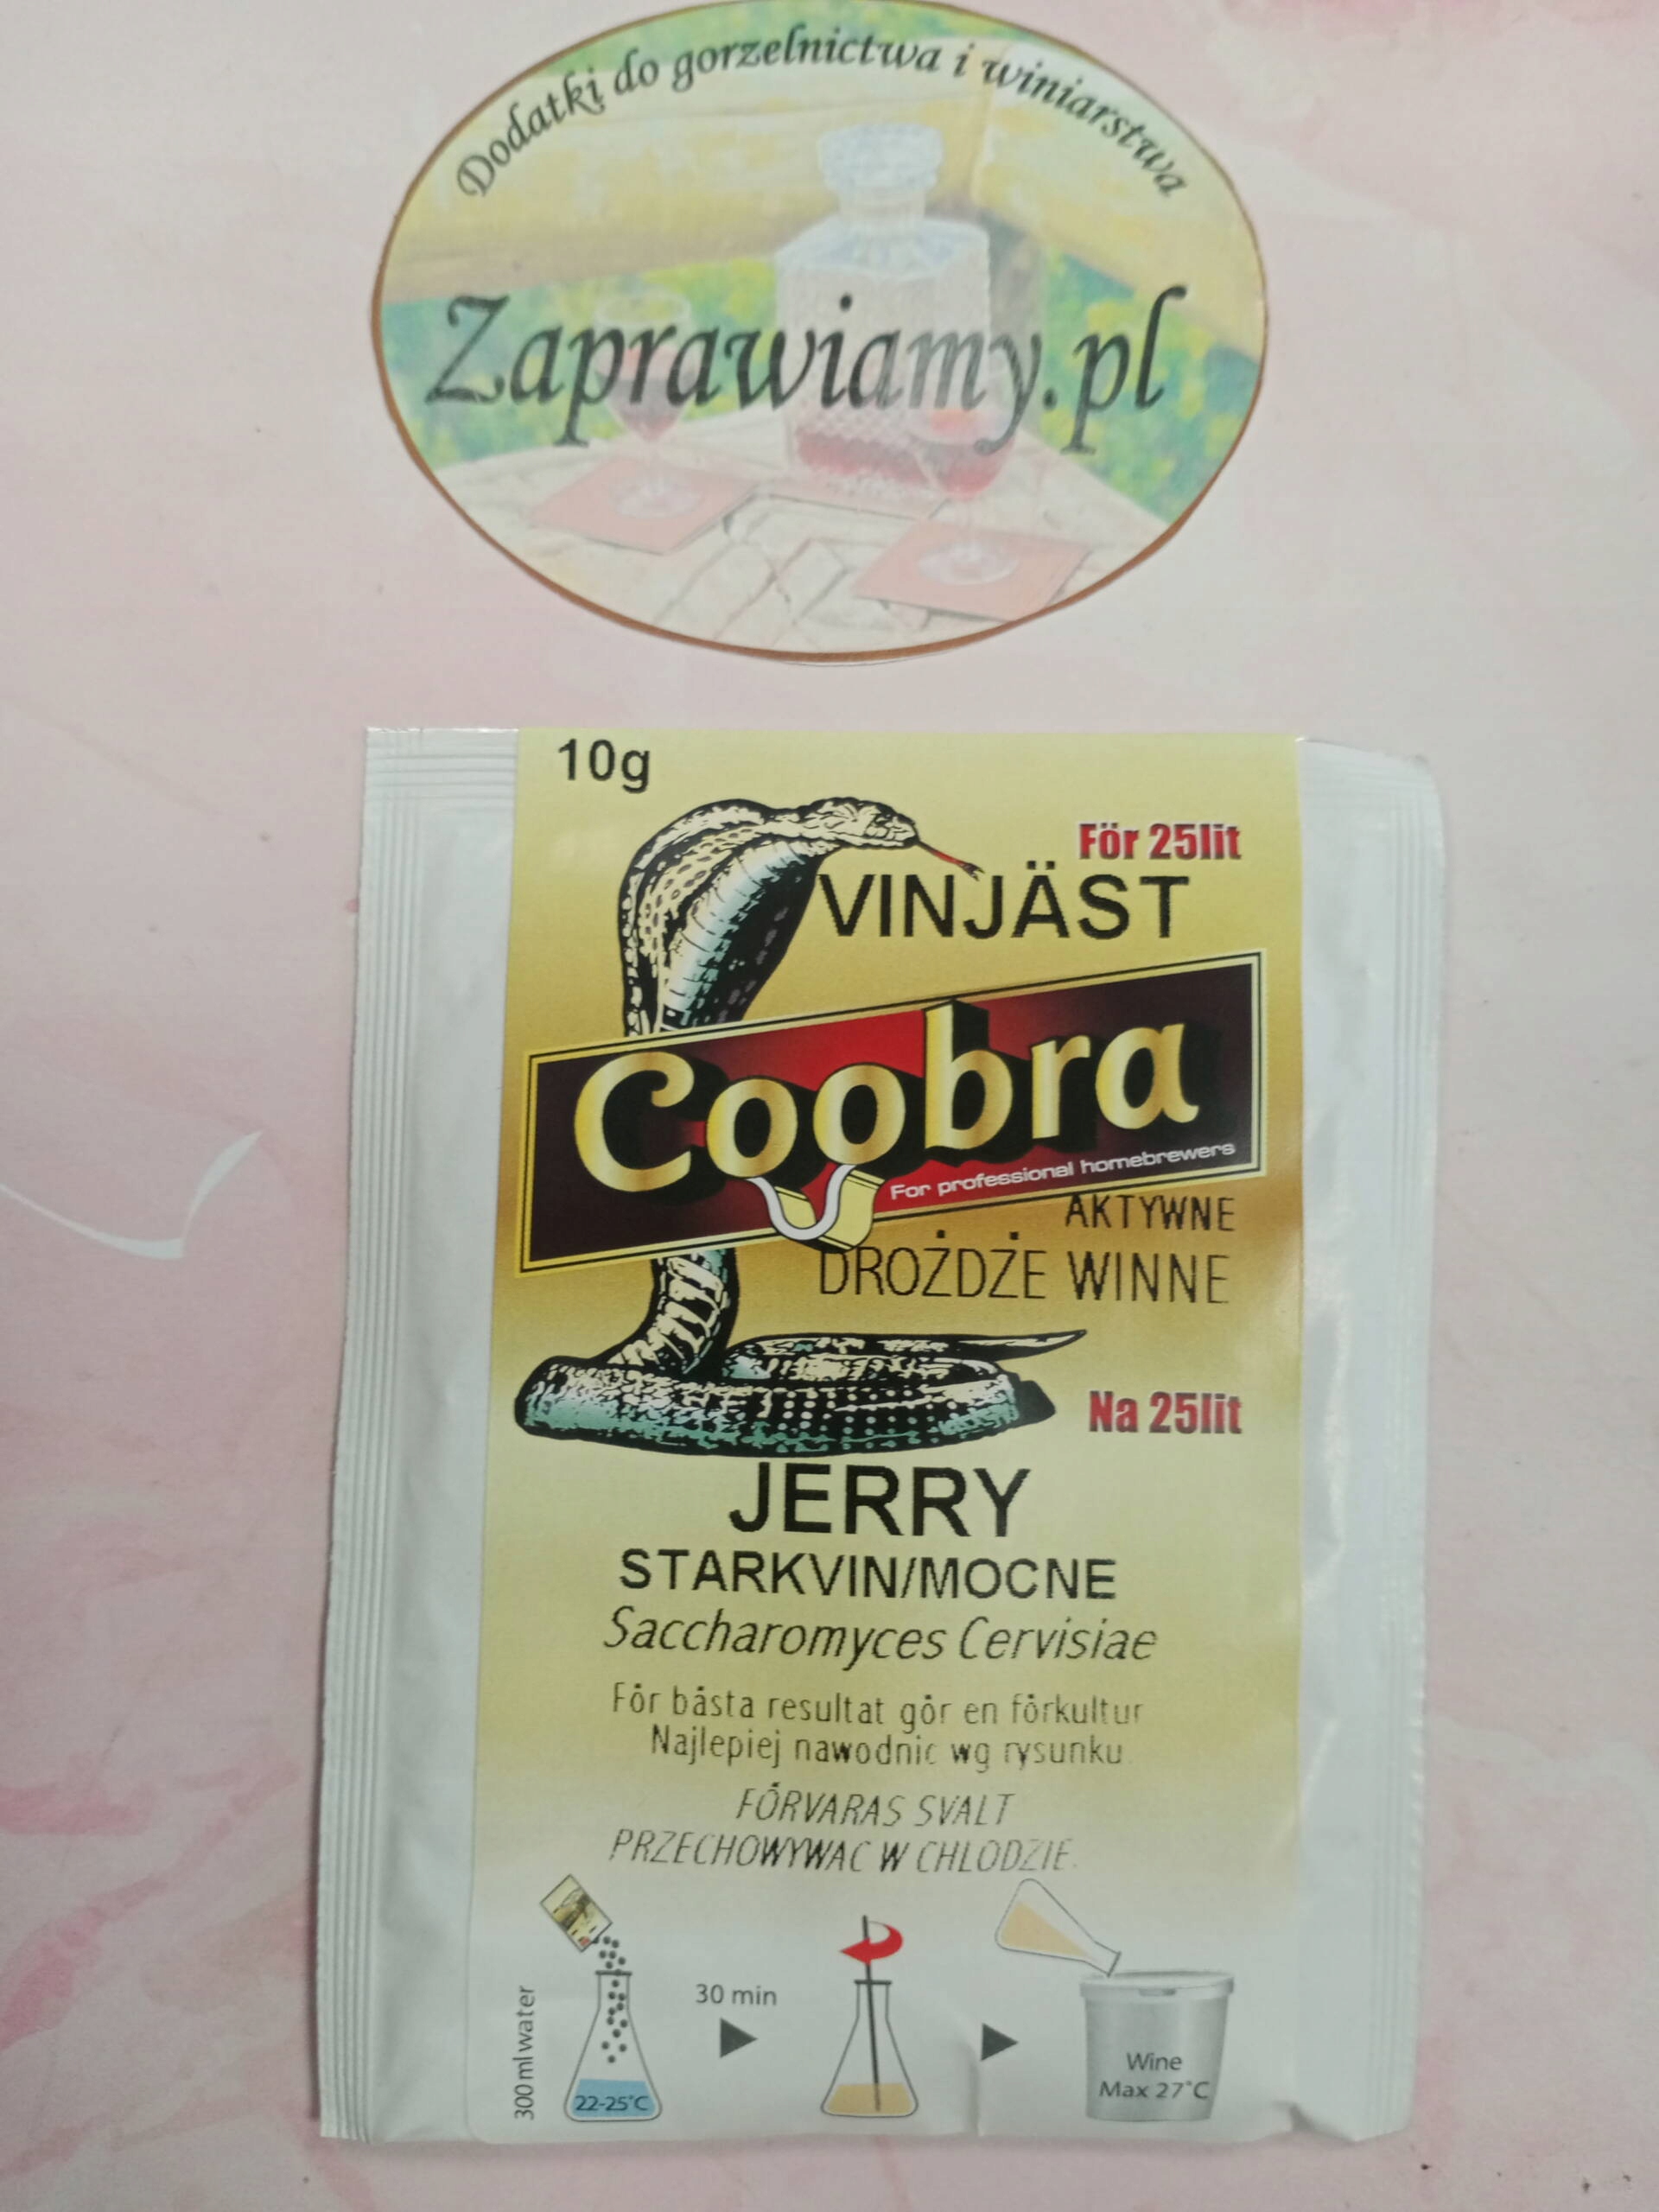 Dodatki do gorzelnictwa i winiarstwa
Zaprawiamy.pl
10g
För 25lit
VINJÄST
Coobra
For professional homebrewers
AKTYWNE
DROŻDŻE WINNE
Na 25lit
JERRY
STARKVIN/MOCNE
Saccharomyces Cervisiae
För bästa resultat gör en förkultur
Najlepiej nawodnic wg rysunku.
FÖRVARAS SVALT
PRZECHOWYWAC W CHLODZIE.
300 ml water
22-25°C
30 min
Wine
Max 27°C